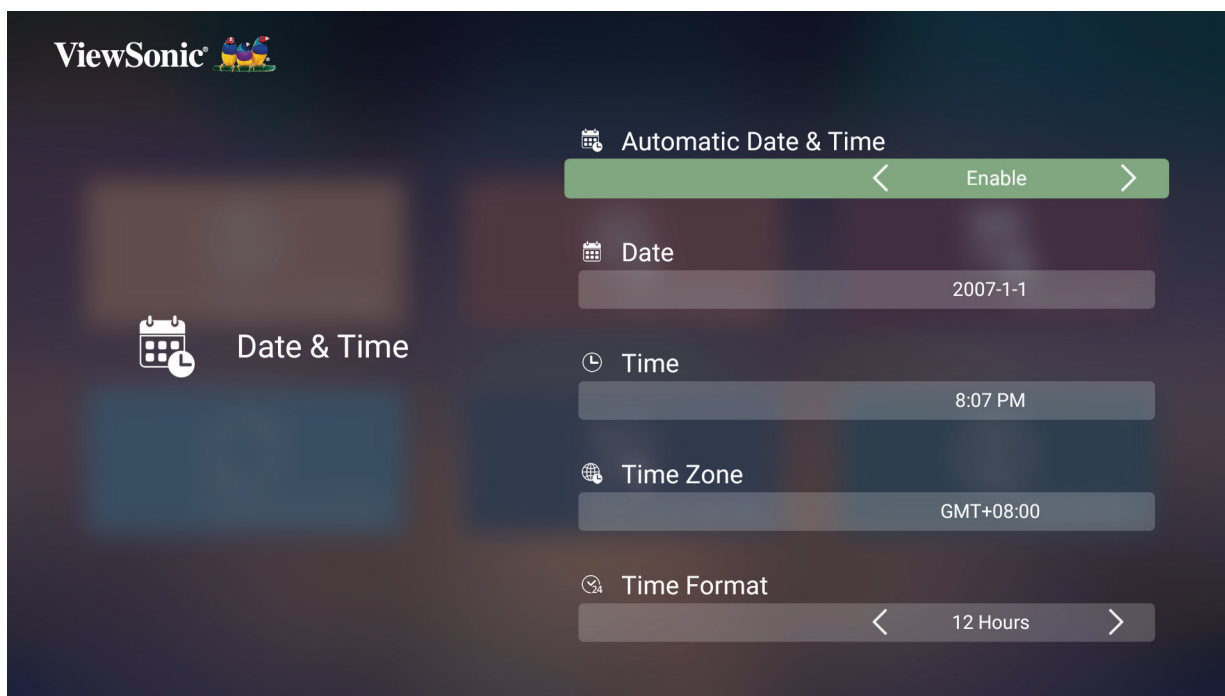 ViewSonic®
Automatic Date & Time
Enable
Date
2007-1-1
Date & Time
Time
8:07 PM
Time Zone
GMT+08:00
24
Time Format
12 Hours